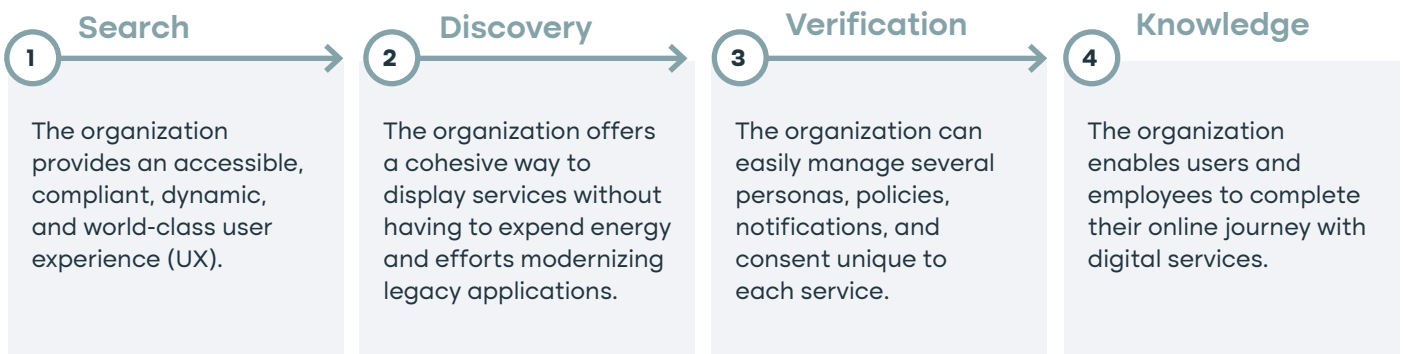 Search
1
The organization
provides an accessible,
compliant, dynamic,
and world-class user
experience (UX).
Discovery
2
The organization offers
a cohesive way to
display services without
having to expend energy
and efforts modernizing
legacy applications.
Verification
3
The organization can
easily manage several
personas, policies,
notifications, and
consent unique to
each service.
Knowledge
4
The organization
enables users and
employees to complete
their online journey with
digital services.